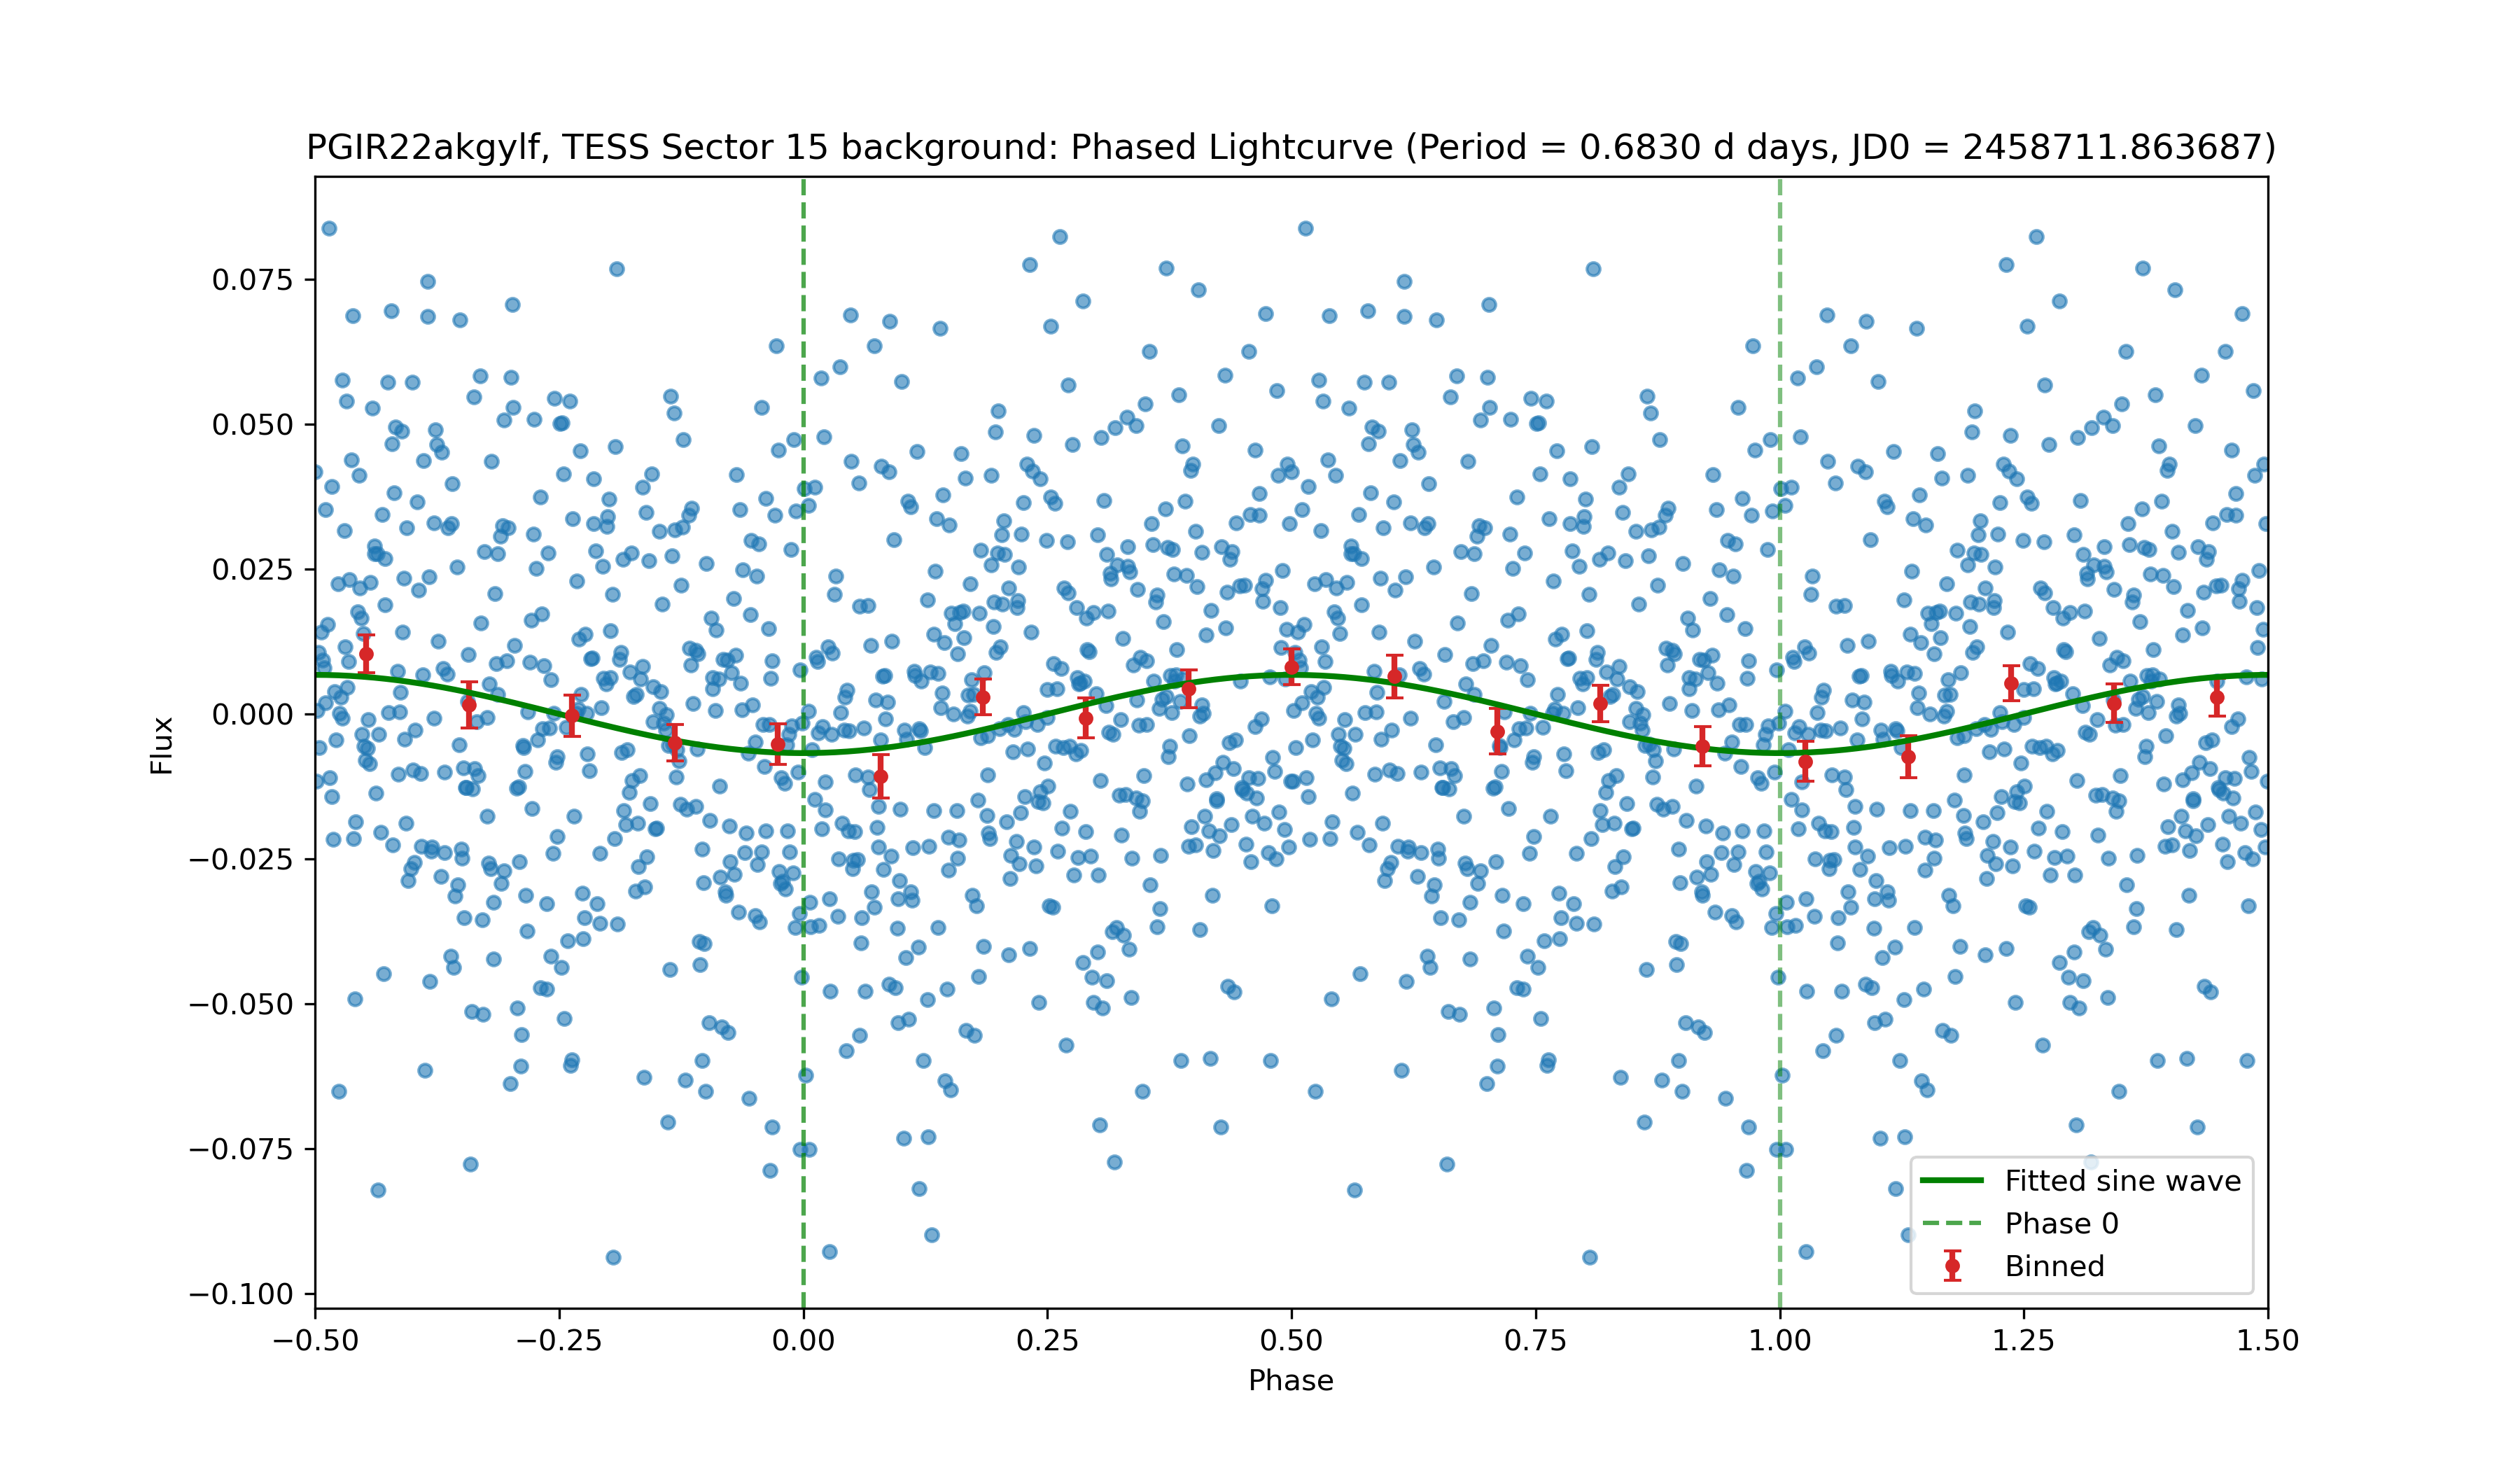 PGIR22akgylf, TESS Sector 15 background: Phased Lightcurve (Period = 0.6830 d days, JD0 = 2458711.863687)
0.075
0.050
0.025
0.000
−0.025
−0.050
−0.075
−0.100
Flux
−0.50
−0.25
0.00
0.25
0.50
0.75
1.00
1.25
1.50
Phase
Fitted sine wave
Phase 0
Binned